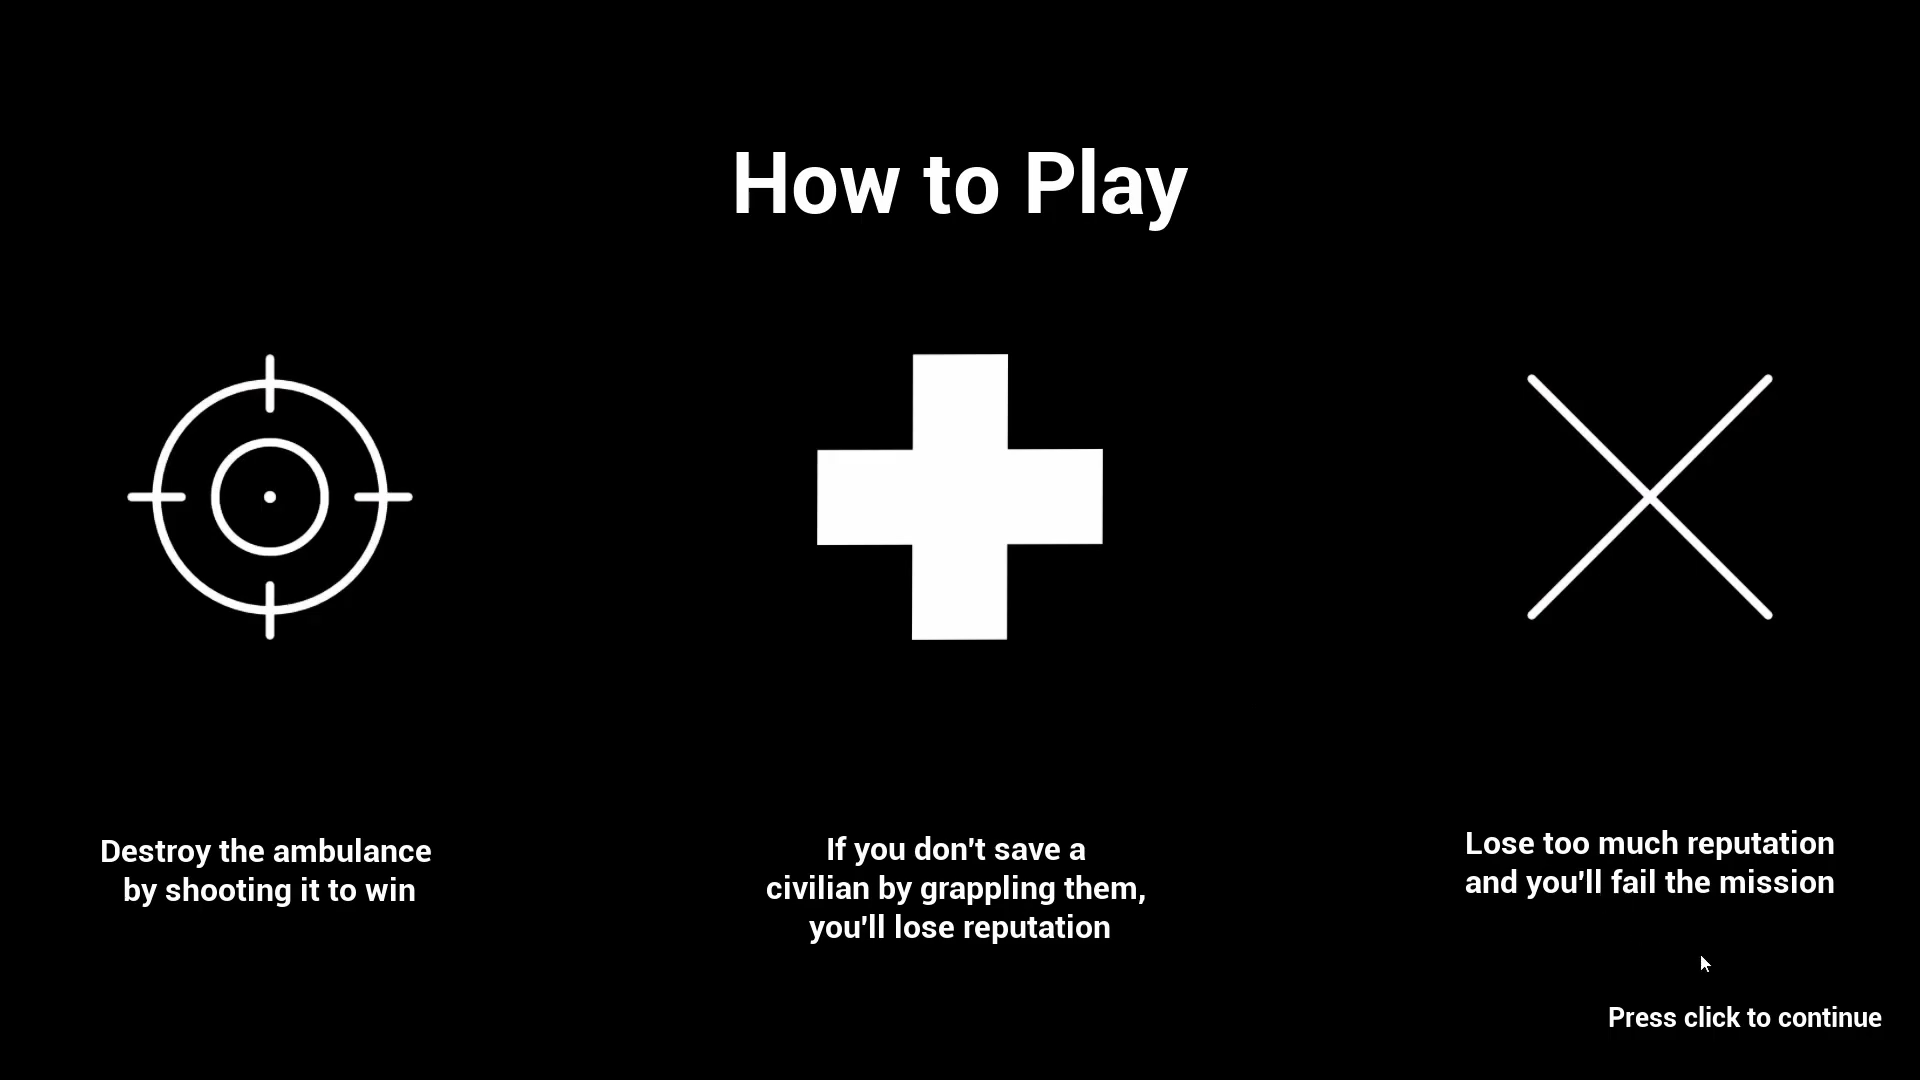 How to Play
Destroy the ambulance
by shooting it to win
If you don't save a
civilian by grappling them,
you'll lose reputation
Lose too much reputation
and you'll fail the mission
Press click to continue